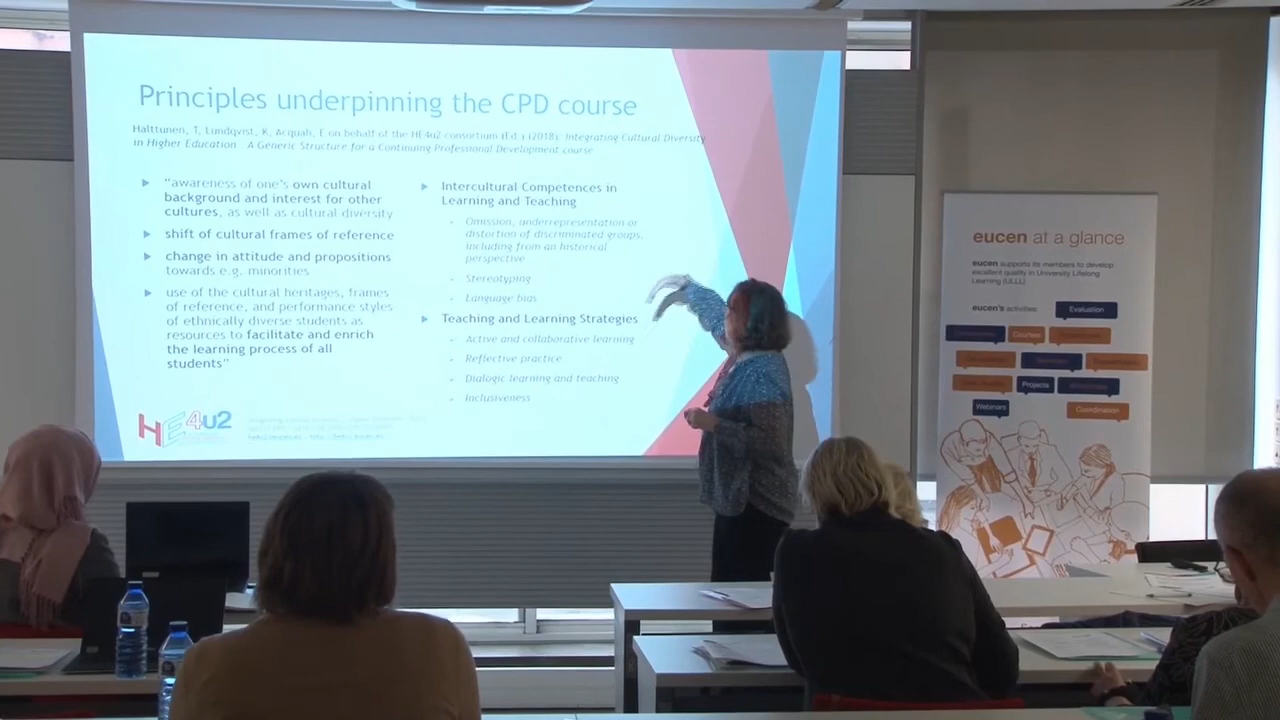 Principles underpinning the CPD course
Halttunen, T, Lundqvist, K, Acquah, E on behalf of the HE4u2 consortium (Ed.) (2018). Integrating Cultural Diversity
in Higher Education. A Generic Structure for a Continuing Professional Development course
"awareness of one's own cultural
background and interest for other
cultures, as well as cultural diversity
shift of cultural frames of reference
change in attitude and propositions
towards e.g. minorities
use of the cultural heritages, frames
of reference, and performance styles
of ethnically diverse students as
resources to facilitate and enrich
the learning process of all
students"
Intercultural Competences in
Learning and Teaching
Omission, underrepresentation or
distortion of discriminated groups,
including from an historical
perspective
Stereotyping
Language bias
Teaching and Learning Strategies
Active and collaborative learning
Reflective practice
Dialogic learning and teaching
Inclusiveness
HE4u2
eucen at a glance
eucen supports its members to develop
excellent quality in University Lifelong
Learning (ULLL)
eucen's activities:
Evaluation
Courses
Projects
Webinars
Coordination